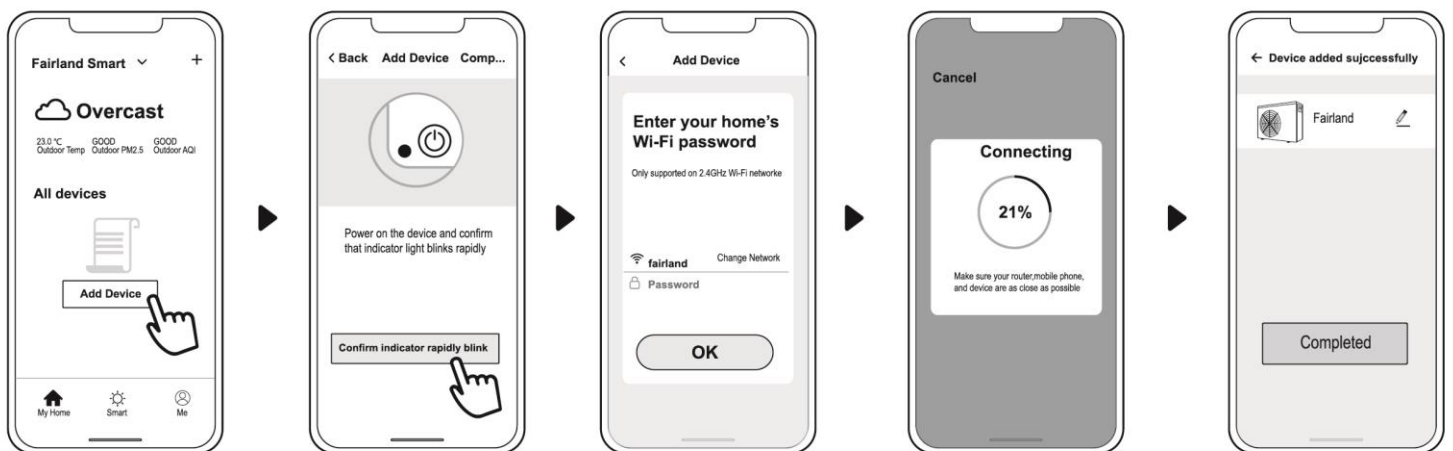 Fairland Smart
+
Overcast
23.0 ℃ GOOD GOOD
Outdoor Temp Outdoor PM2.5 Outdoor AQI
All devices
Add Device
My Home Smart Me
< Back Add Device Comp...
Power on the device and confirm
that indicator light blinks rapidly
Confirm indicator rapidly blink
< Add Device
Enter your home's
Wi-Fi password
Only supported on 2.4GHz Wi-Fi networke
fairland Change Network
Password
OK
Cancel
Connecting
21%
Make sure your router,mobile phone,
and device are as close as possible
← Device added sujccessfully
Fairland
Completed